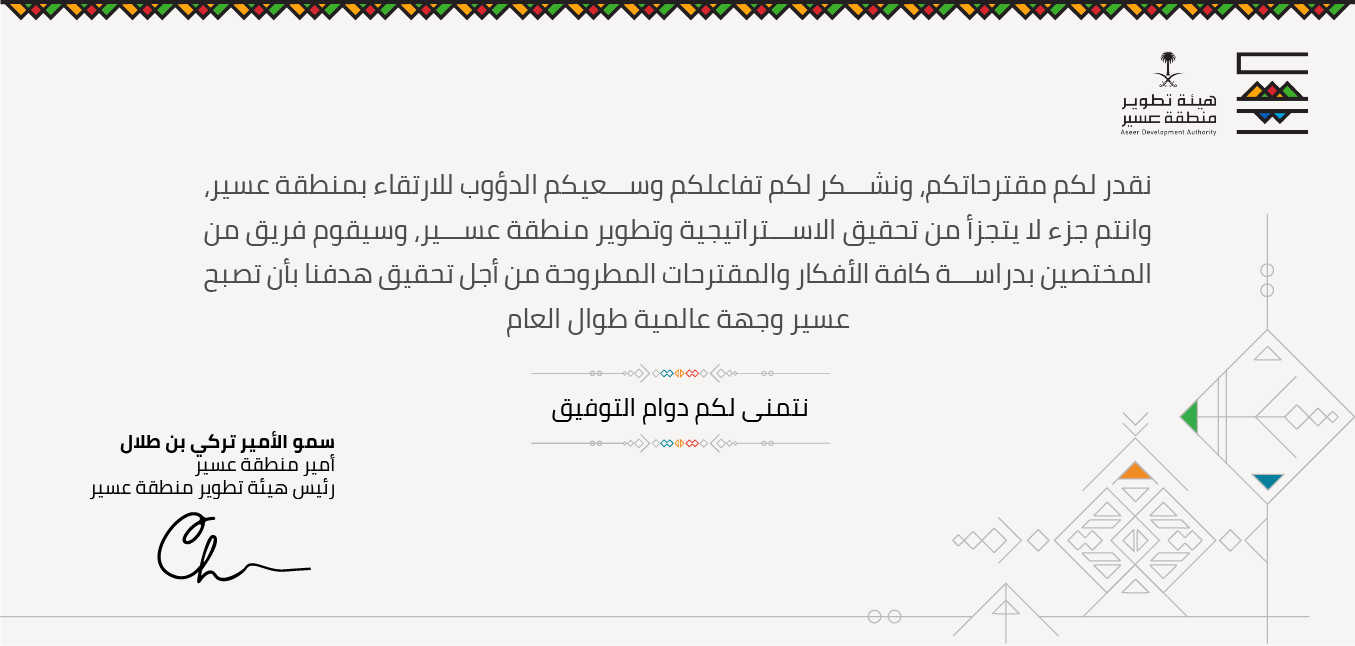 هيئة تطوير
منطقة عسير
Aseer Development Authority
نقدر لكم مقترحاتكم، ونشـــكر لكم تفاعلكم وســـعيكم الدؤوب للارتقاء بمنطقة عسير،
وانتم جزء لا يتجزأ من تحقيق الاســـتراتيجية وتطوير منطقة عســـير، وسيقوم فريق من
المختصين بدراســـة كافة الأفكار والمقترحات المطروحة من أجل تحقيق هدفنا بأن تصبح
عسير وجهة عالمية طوال العام
نتمنى لكم دوام التوفيق
سمو الأمير تركي بن طلال
أمير منطقة عسير
رئيس هيئة تطوير منطقة عسير